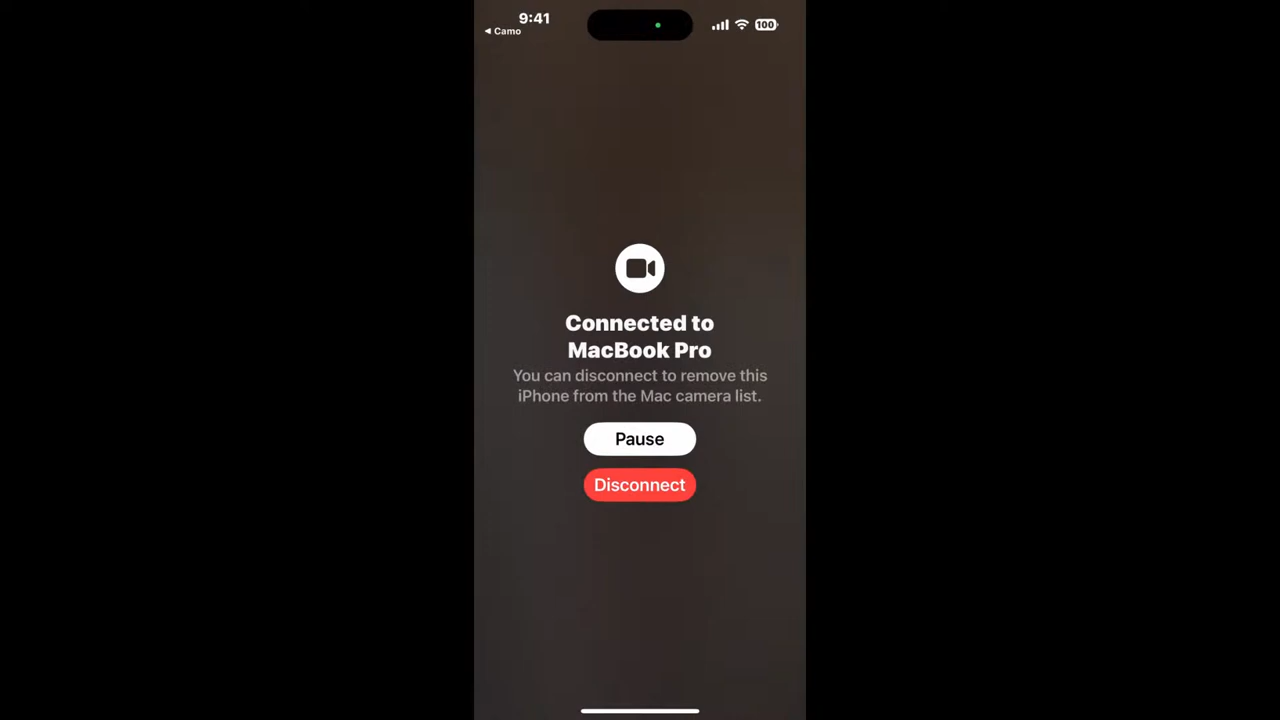 9:41
100
◀ Camo
Connected to
MacBook Pro
You can disconnect to remove this
iPhone from the Mac camera list.
Pause
Disconnect